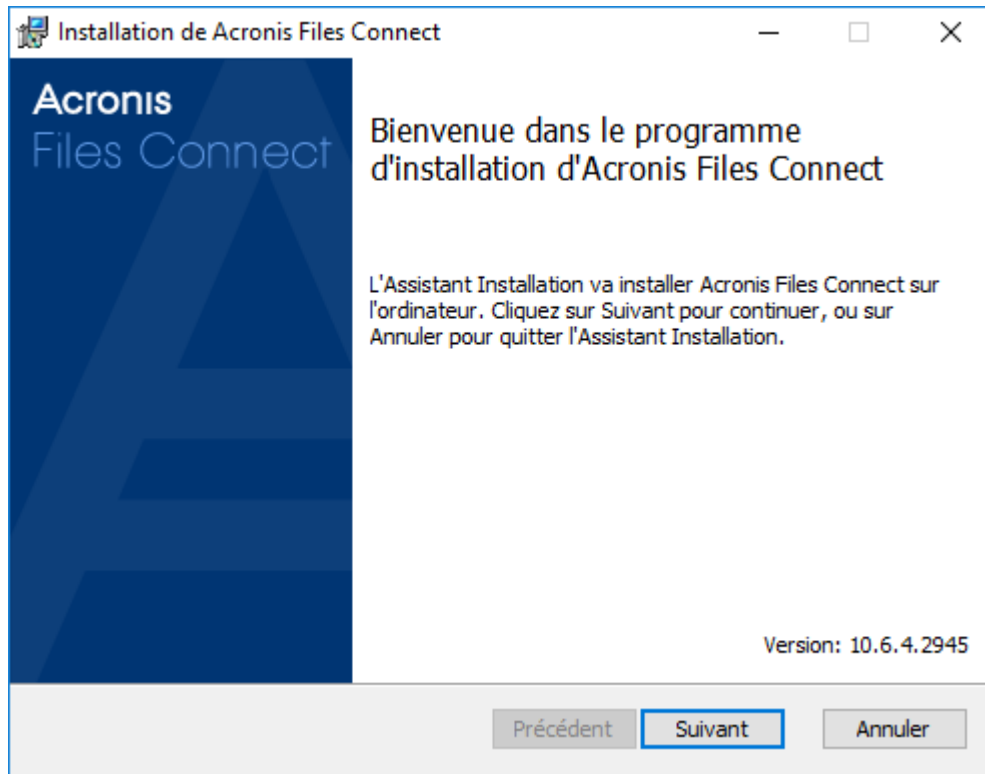 Installation de Acronis Files Connect
Acronis
Files Connect
Bienvenue dans le programme
d'installation d'Acronis Files Connect
L'Assistant Installation va installer Acronis Files Connect sur
l'ordinateur. Cliquez sur Suivant pour continuer, ou sur
Annuler pour quitter l'Assistant Installation.
Version: 10.6.4.2945
Précédent
Suivant
Annuler